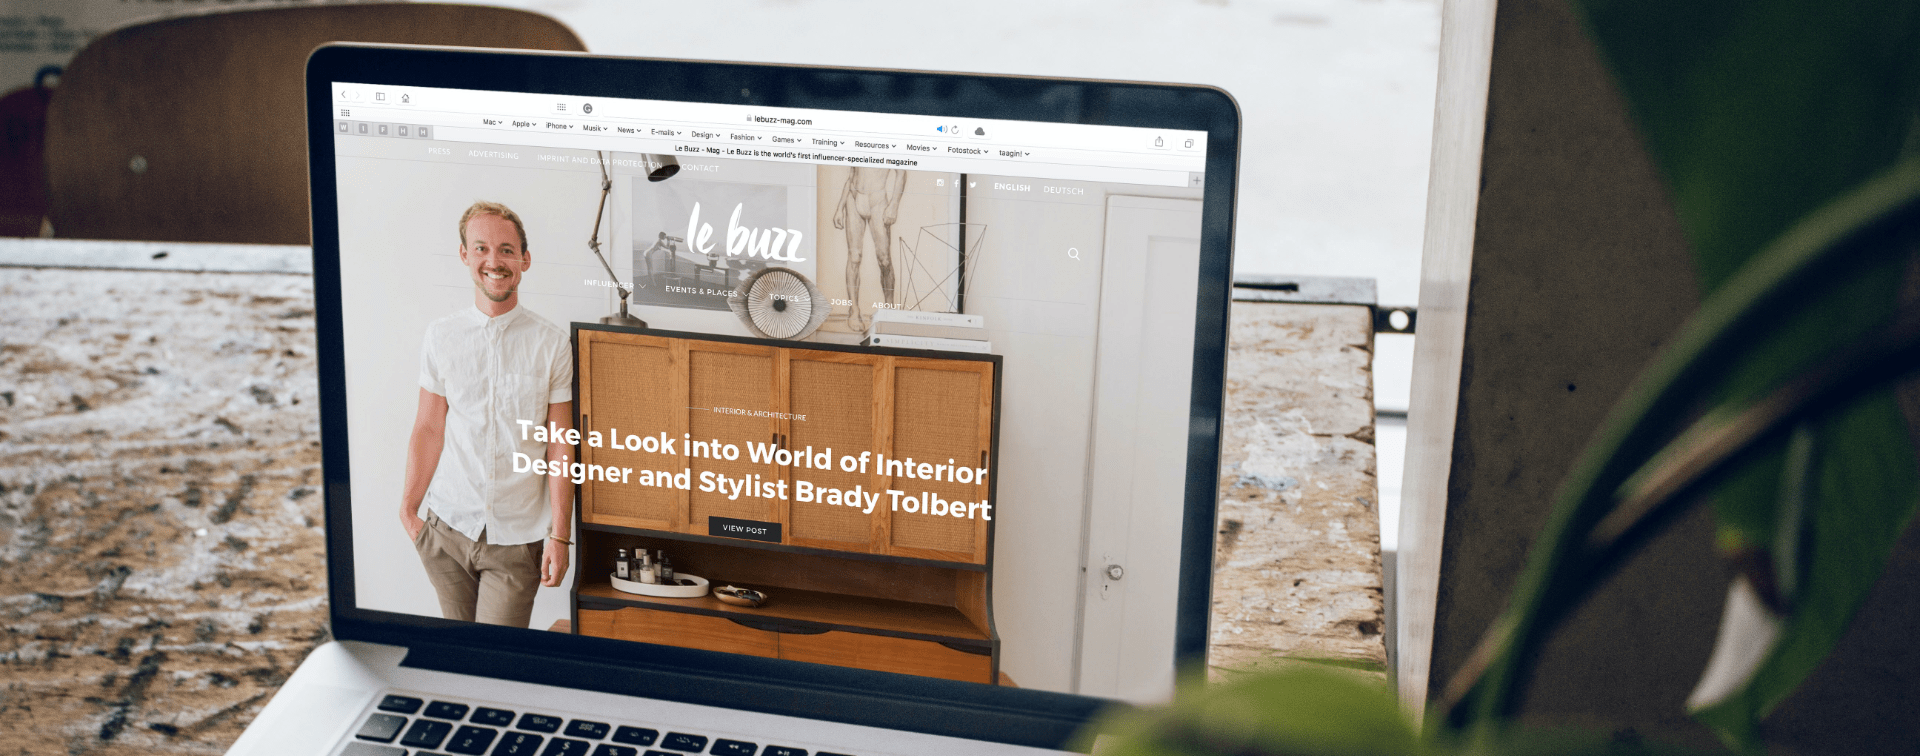 lebuzz-mag.com
Mac Apple iPhone Musik News E-mails Design Fashion Games Training Resources Movies Fotostock taagin!
Le Buzz - Mag - Le Buzz is the world's first influencer-specialized magazine
W I F H H
PRESS ADVERTISING IMPRINT AND DATA PROTECTION CONTACT
ENGLISH DEUTSCH
le buzz
INFLUENCER EVENTS & PLACES TOPICS JOBS ABOUT
INTERIOR & ARCHITECTURE
Take a Look into World of Interior
Designer and Stylist Brady Tolbert
VIEW POST